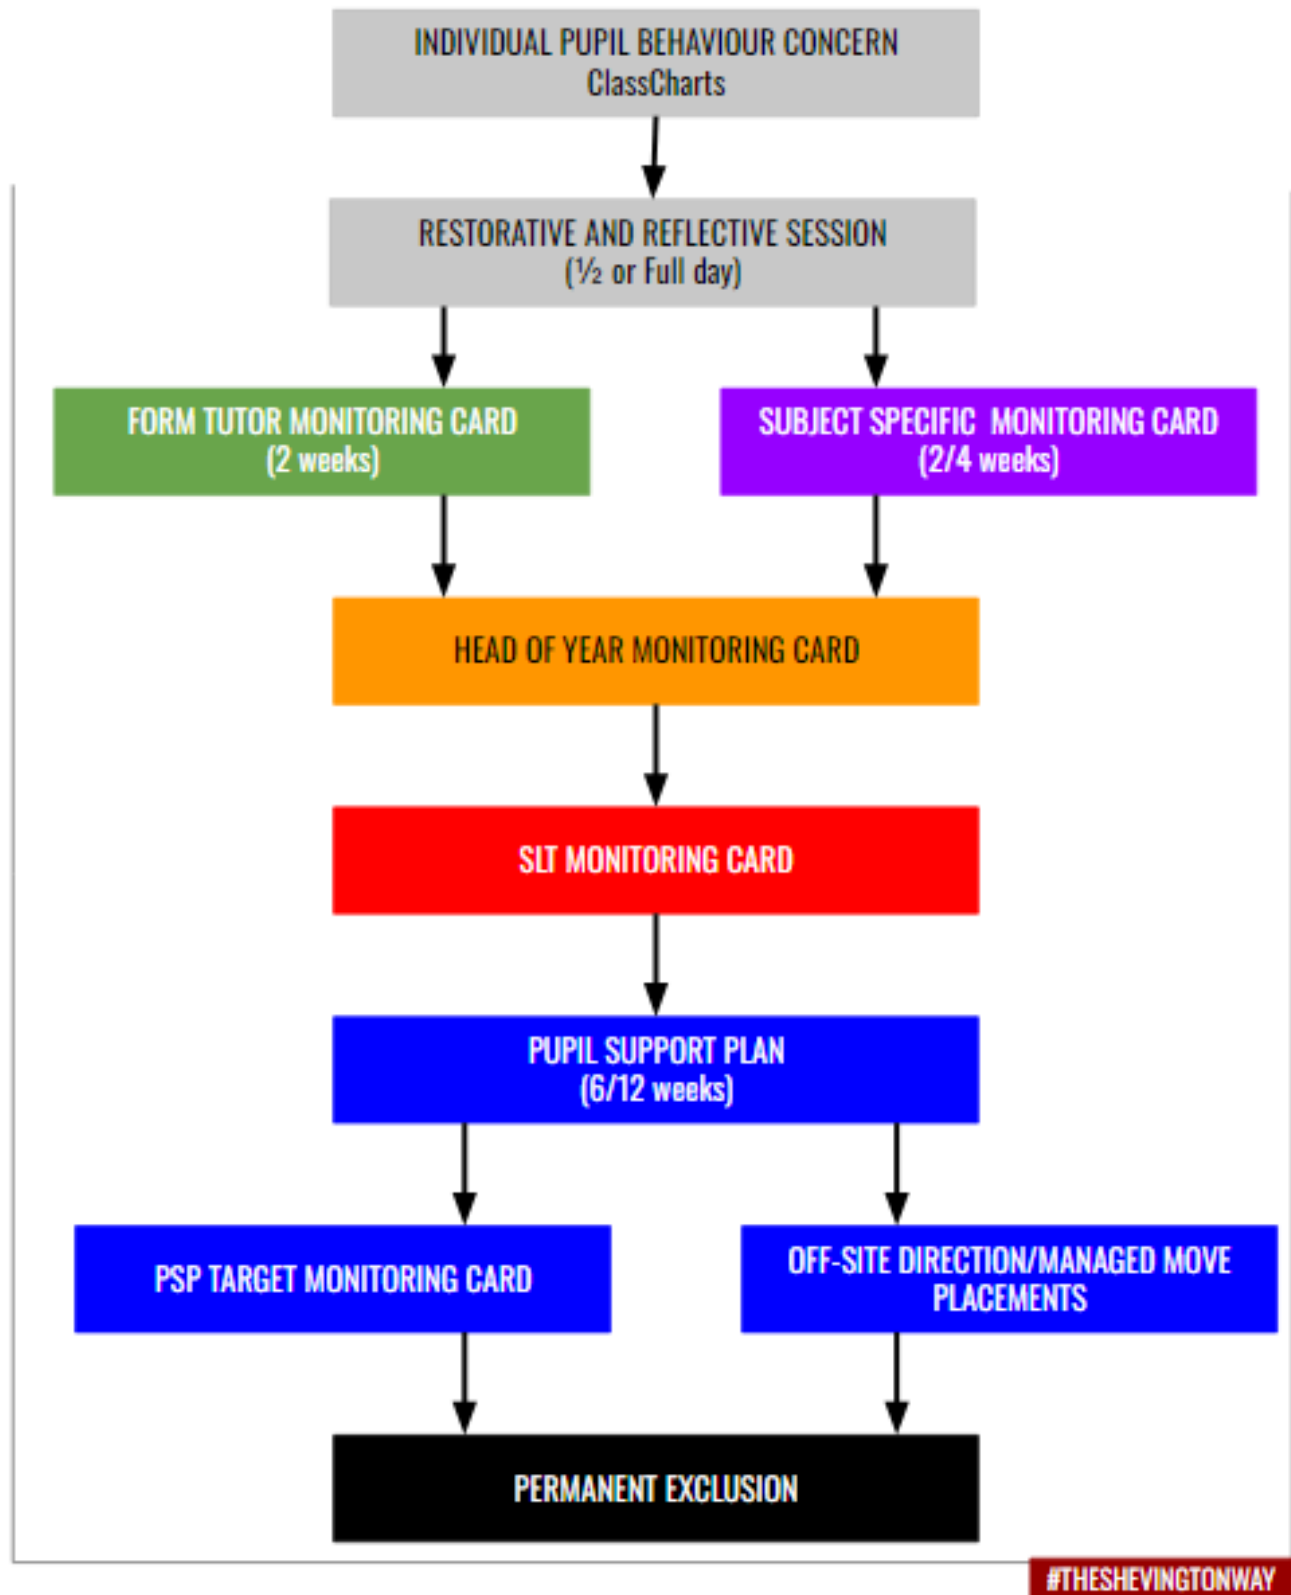 INDIVIDUAL PUPIL BEHAVIOUR CONCERN
ClassCharts
RESTORATIVE AND REFLECTIVE SESSION
(½ or Full day)
FORM TUTOR MONITORING CARD
(2 weeks)
SUBJECT SPECIFIC MONITORING CARD
(2/4 weeks)
HEAD OF YEAR MONITORING CARD
SLT MONITORING CARD
PUPIL SUPPORT PLAN
(6/12 weeks)
PSP TARGET MONITORING CARD
OFF-SITE DIRECTION/MANAGED MOVE
PLACEMENTS
PERMANENT EXCLUSION
#THESHEVINGTONWAY